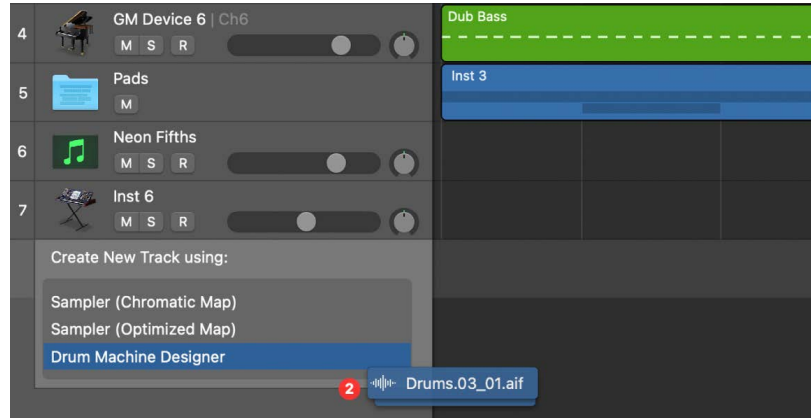 4
GM Device 6 | Ch6
M S R
Dub Bass
5
Pads
M
Inst 3
6
Neon Fifths
M S R
7
Inst 6
M S R
Create New Track using:
Sampler (Chromatic Map)
Sampler (Optimized Map)
Drum Machine Designer
2 Drums.03_01.aif